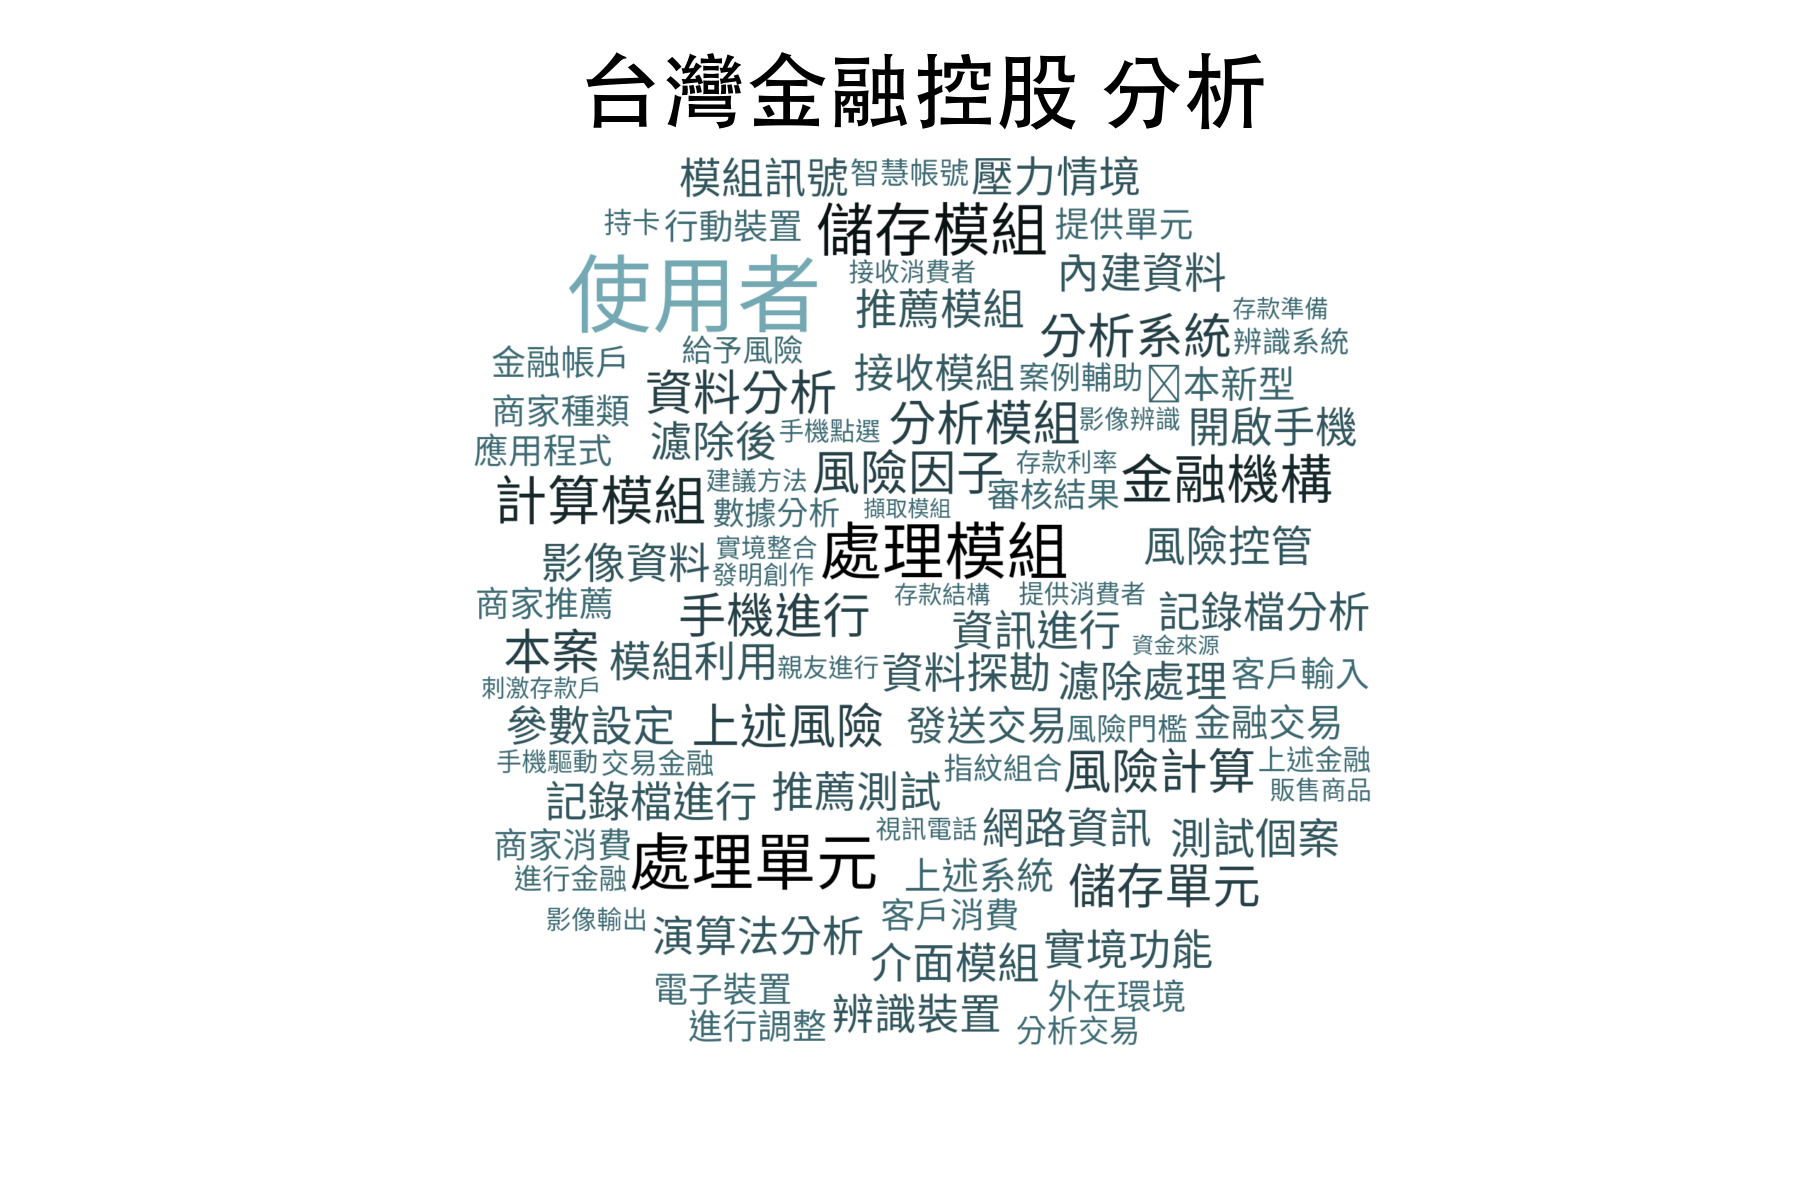 台灣金融控股 分析
模組訊號 智慧帳號 壓力情境
持卡 行動裝置 儲存模組 提供單元
使用者 接收消費者 內建資料
推薦模組 存款準備
分析系統 辨識系統
金融帳戶 給予風險
資料分析 接收模組 案例輔助 本新型
商家種類 分析模組 影像辨識 開啟手機
應用程式 濾除後 手機點選
風險因子 存款利率 金融機構
計算模組 建議方法 審核結果
數據分析 擷取模組
影像資料 實境整合 處理模組 風險控管
發明創作
商家推薦 手機進行 存款結構 提供消費者 記錄檔分析
資訊進行 資金來源
本案 模組利用 親友進行 資料探勘 濾除處理 客戶輸入
刺激存款戶
參數設定 上述風險 發送交易 風險門檻 金融交易
手機驅動 交易金融 指紋組合 風險計算 上述金融
記錄檔進行 推薦測試 販售商品
商家消費 處理單元 視訊電話 網路資訊 測試個案
進行金融 上述系統 儲存單元
影像輸出 演算法分析 客戶消費
介面模組 實境功能
電子裝置 外在環境
進行調整 辨識裝置 分析交易